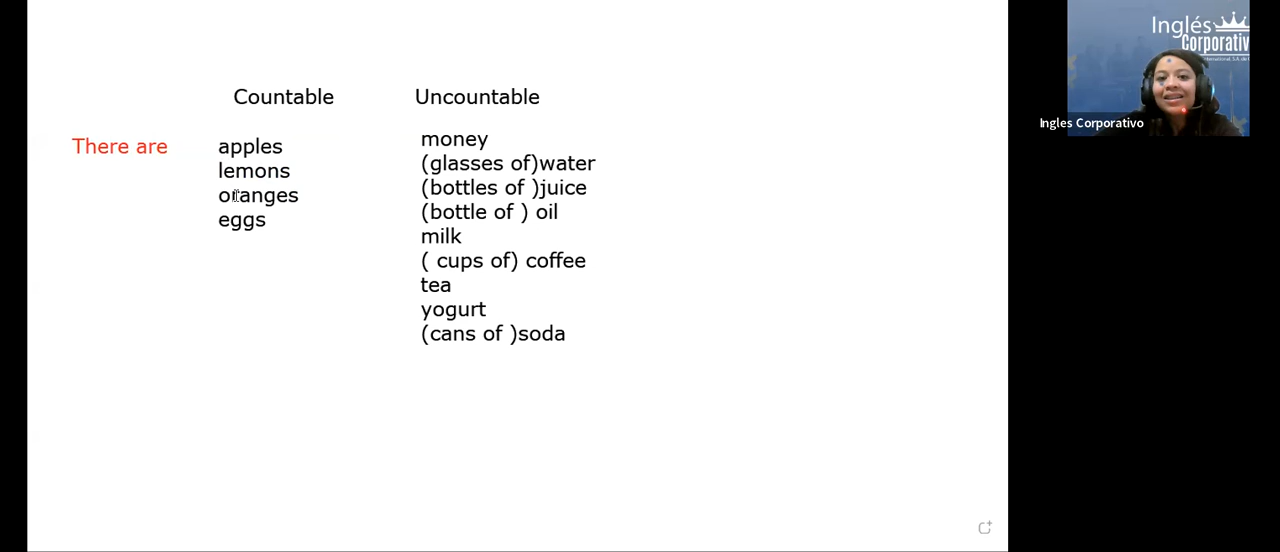 Countable Uncountable
There are
apples
lemons
oranges
eggs
money
(glasses of)water
(bottles of )juice
(bottle of ) oil
milk
( cups of) coffee
tea
yogurt
(cans of )soda
Inglés
Corporativ
Ingles Corporativo